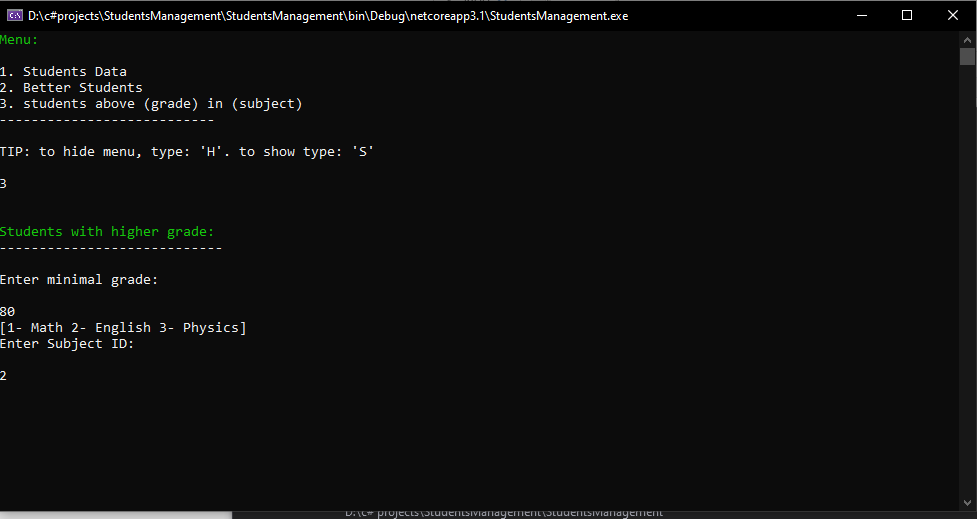 D:\c#projects\StudentsManagement\StudentsManagement\bin\Debug\netcoreapp3.1\StudentsManagement.exe
Menu:
1. Students Data
2. Better Students
3. students above (grade) in (subject)
---------------------------
TIP: to hide menu, type: 'H'. to show type: 'S'
3
Students with higher grade:
----------------------------
Enter minimal grade:
80
[1- Math 2- English 3- Physics]
Enter Subject ID:
2
D:\c# projects\StudentsManagement\StudentsManagement